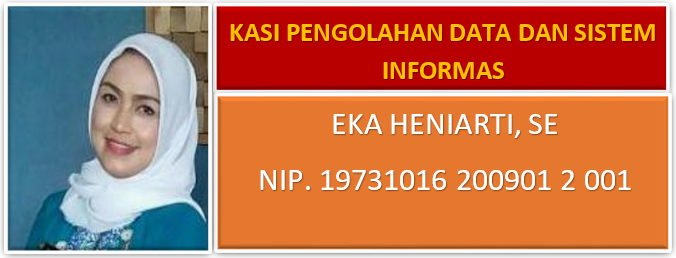 KASI PENGOLAHAN DATA DAN SISTEM
INFORMAS
EKA HENIARTI, SE
NIP. 19731016 200901 2 001